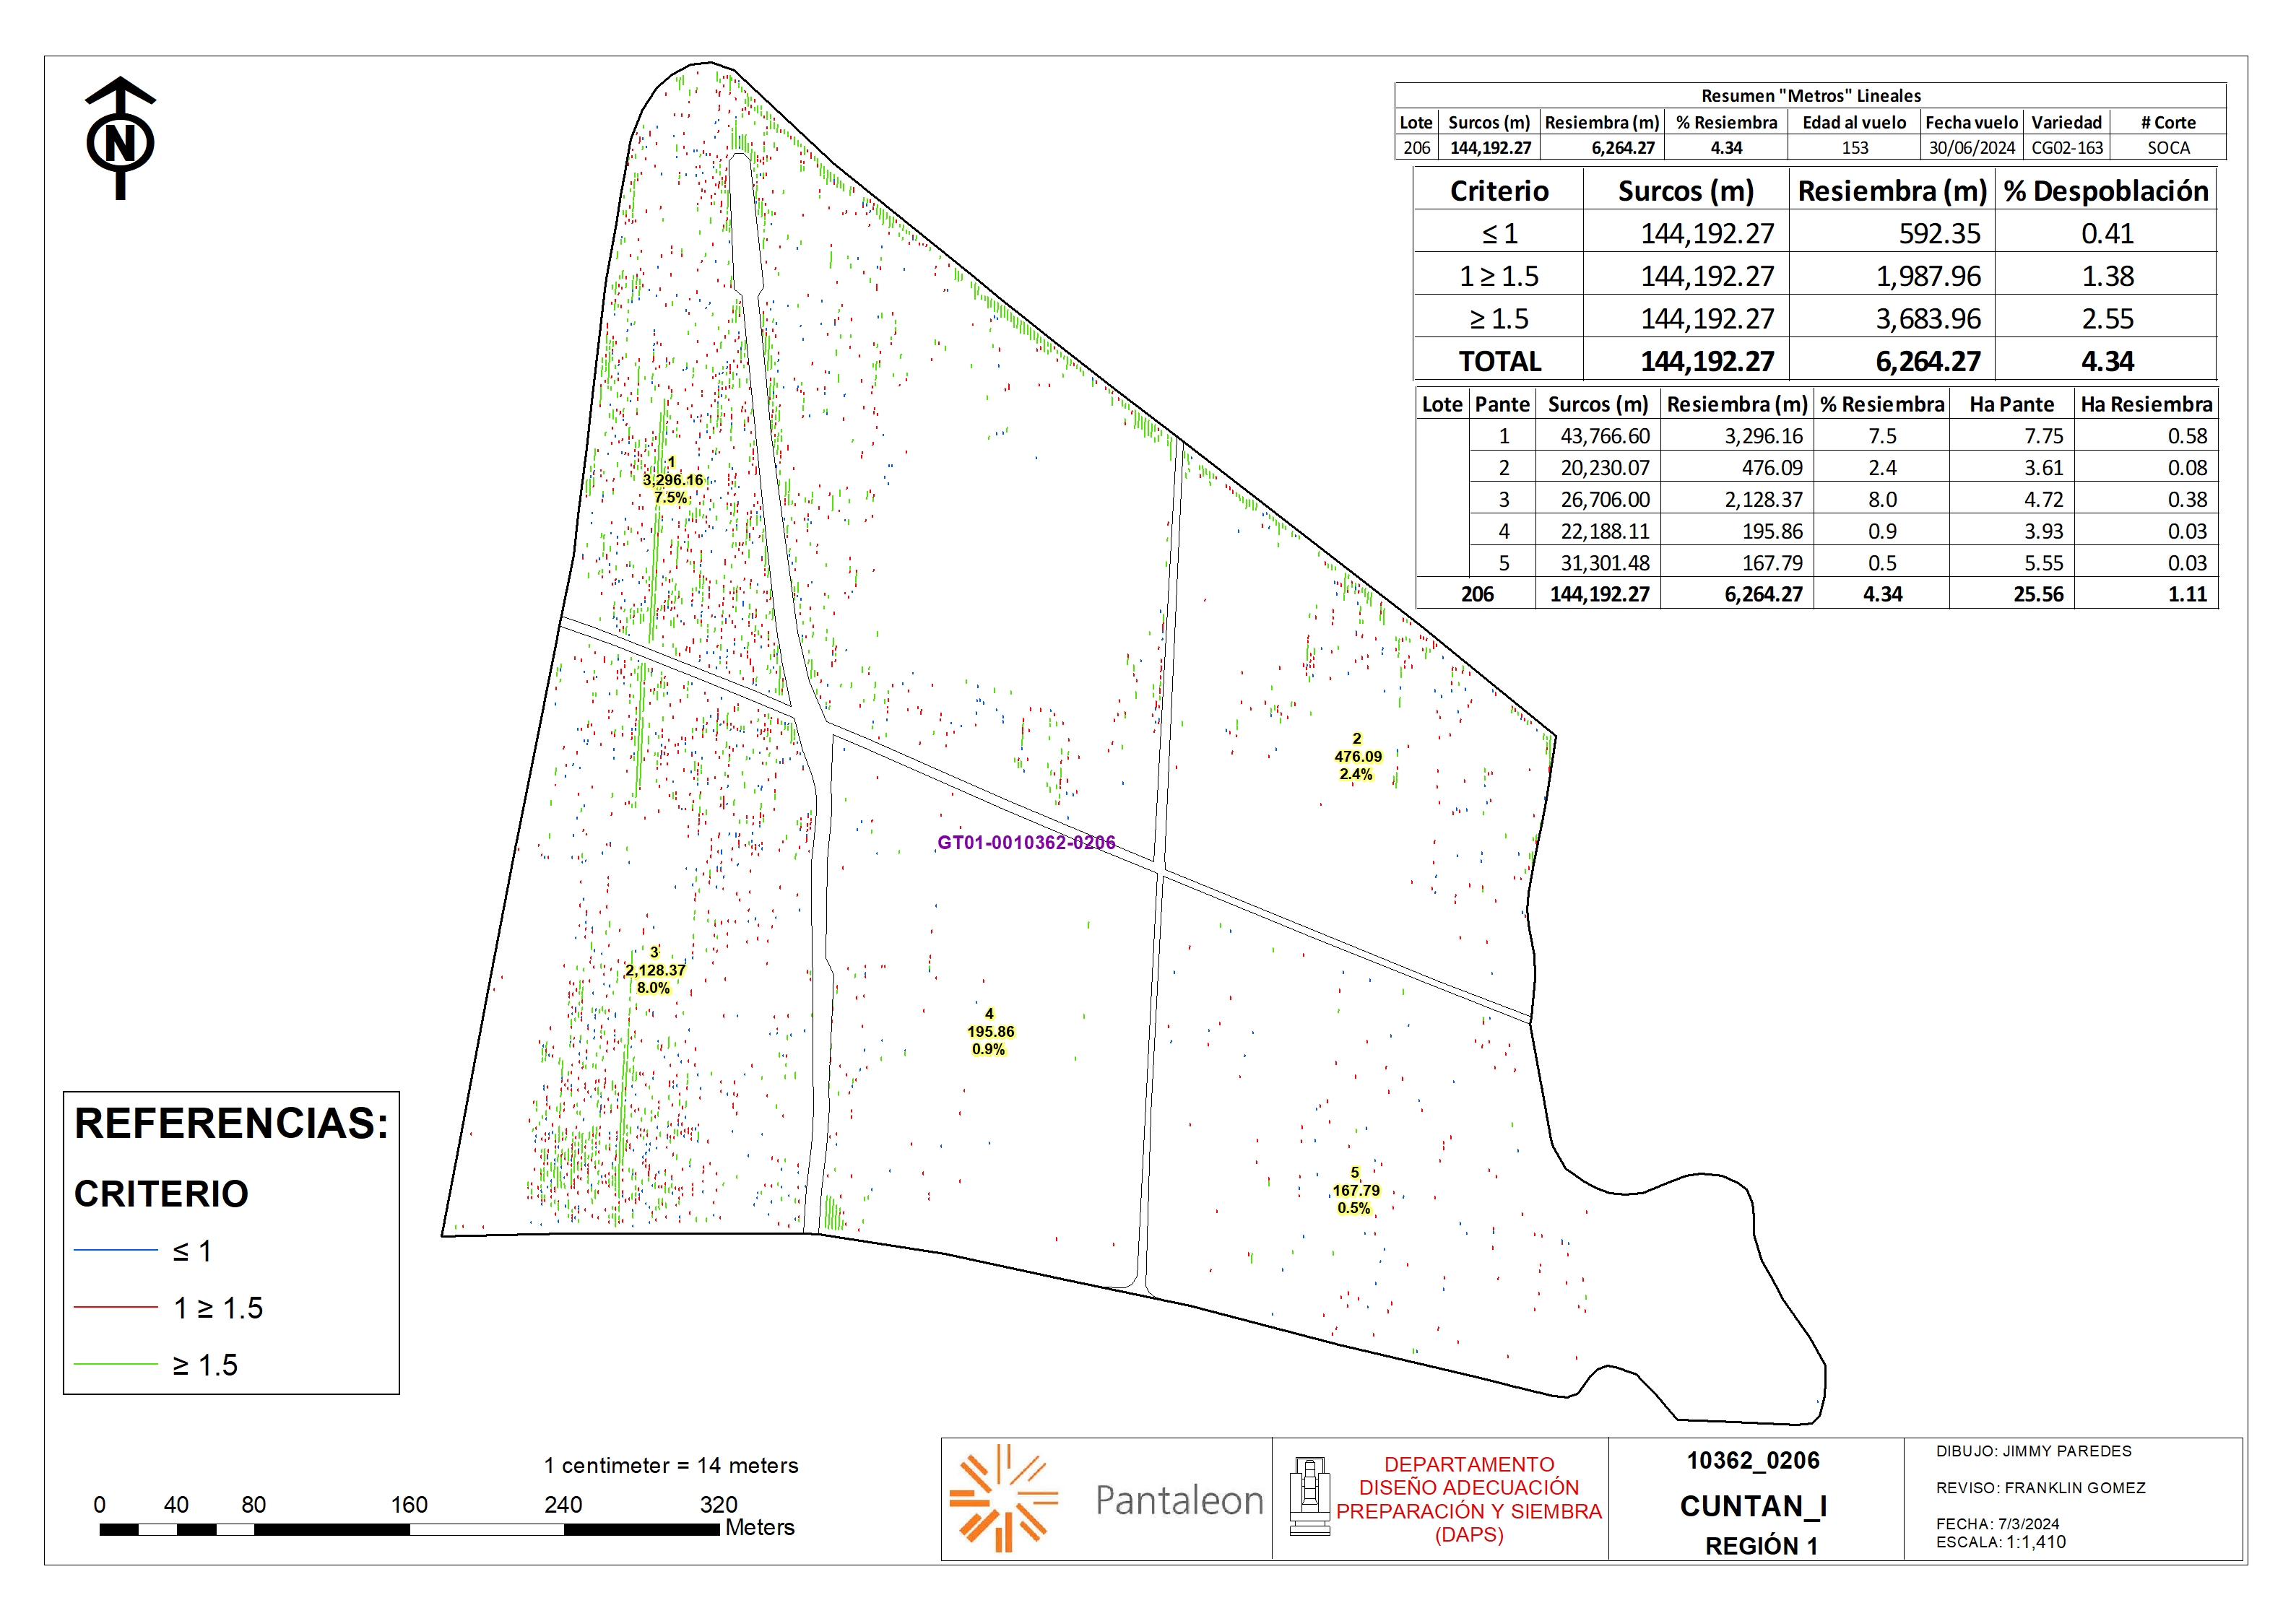 N
Resumen "Metros" Lineales
Lote Surcos (m) Resiembra (m) % Resiembra Edad al vuelo Fecha vuelo Variedad # Corte
206 144,192.27 6,264.27 4.34 153 30/06/2024 CG02-163 SOCA
Criterio Surcos (m) Resiembra (m) % Despoblación
≤ 1 144,192.27 592.35 0.41
1 ≥ 1.5 144,192.27 1,987.96 1.38
≥ 1.5 144,192.27 3,683.96 2.55
TOTAL 144,192.27 6,264.27 4.34
Lote Pante Surcos (m) Resiembra (m) % Resiembra Ha Pante Ha Resiembra
1 43,766.60 3,296.16 7.5 7.75 0.58
2 20,230.07 476.09 2.4 3.61 0.08
3 26,706.00 2,128.37 8.0 4.72 0.38
4 22,188.11 195.86 0.9 3.93 0.03
5 31,301.48 167.79 0.5 5.55 0.03
206 144,192.27 6,264.27 4.34 25.56 1.11
1
3,296.16
7.5%
2
476.09
2.4%
GT01-0010362-0206
3
2,128.37
8.0%
4
195.86
0.9%
5
167.79
0.5%
REFERENCIAS:
CRITERIO
≤ 1
1 ≥ 1.5
≥ 1.5
1 centimeter = 14 meters
0 40 80 160 240 320
Meters
Pantaleon
DEPARTAMENTO
DISEÑO ADECUACIÓN
PREPARACIÓN Y SIEMBRA
(DAPS)
10362_0206
CUNTAN_I
REGIÓN 1
DIBUJO: JIMMY PAREDES
REVISO: FRANKLIN GOMEZ
FECHA: 7/3/2024
ESCALA: 1:1,410